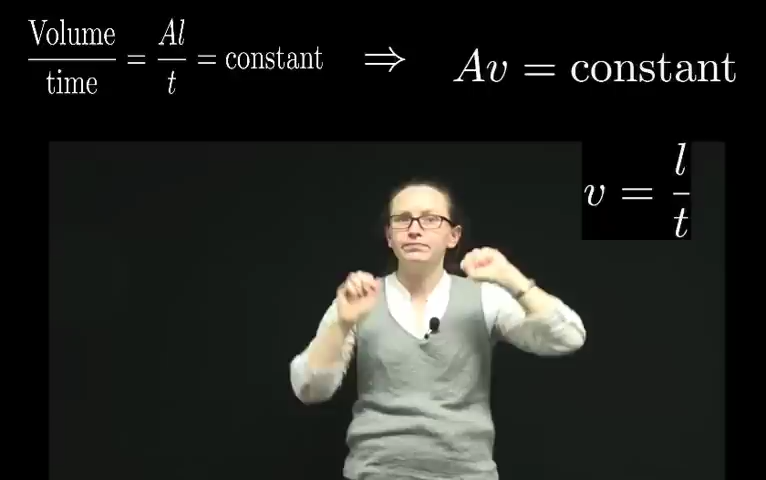 Volume/time = Al/t = constant ⇒ Av = constant
v = l/t